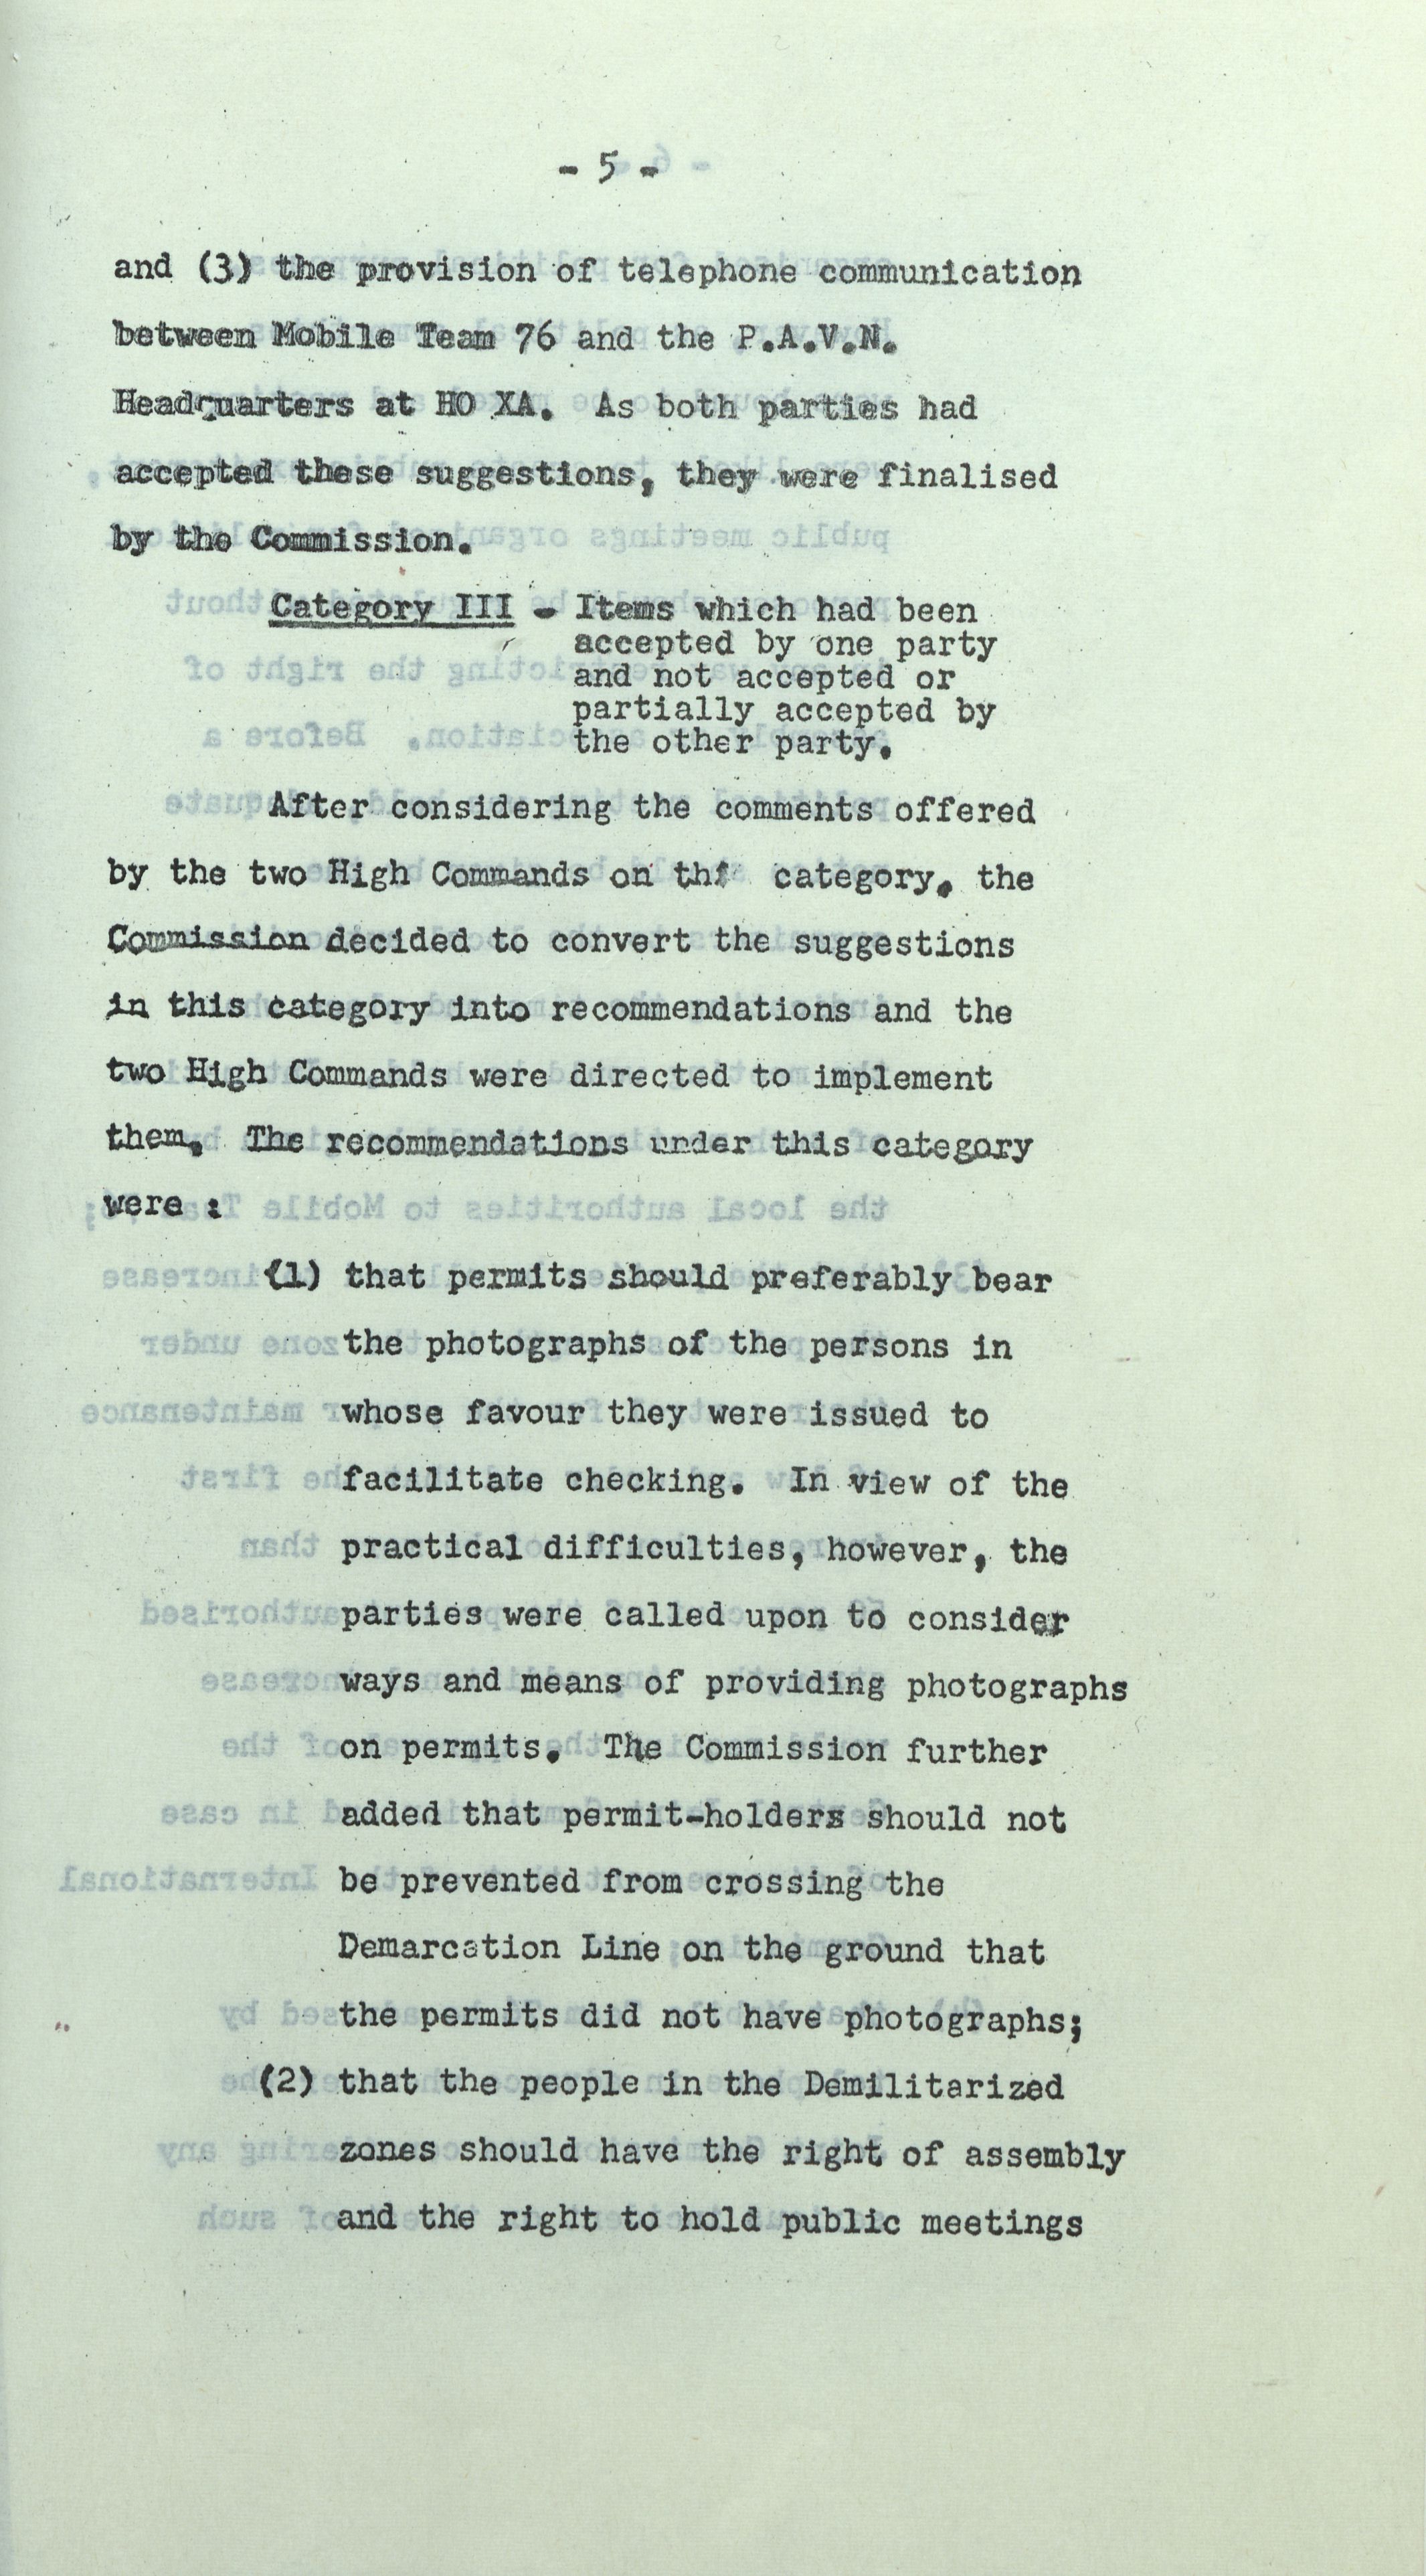 - 5 -
and (3) the provision of telephone communication
between Mobile Team 76 and the P.A.V.N.
Headquarters at HO XA. As both parties had
accepted these suggestions, they were finalised
by the Commission.
Category III - Items which had been
accepted by one party
and not accepted or
partially accepted by
the other party.
After considering the comments offered
by the two High Commands on category, the
Commission decided to convert the suggestions
in this category into recommendations and the
two High Commands were directed to implement
them. The recommendations under this category
were :
(1) that permits should preferably bear
the photographs of the persons in
whose favour they were issued to
facilitate checking. In view of the
practical difficulties, however, the
parties were called upon to consider
ways and means of providing photographs
on permits. The Commission further
added that permit-holders should not
be prevented from crossing the
Demarcation Line on the ground that
the permits did not have photographs;
(2) that the people in the Demilitarized
zones should have the right of assembly
and the right to hold public meetings